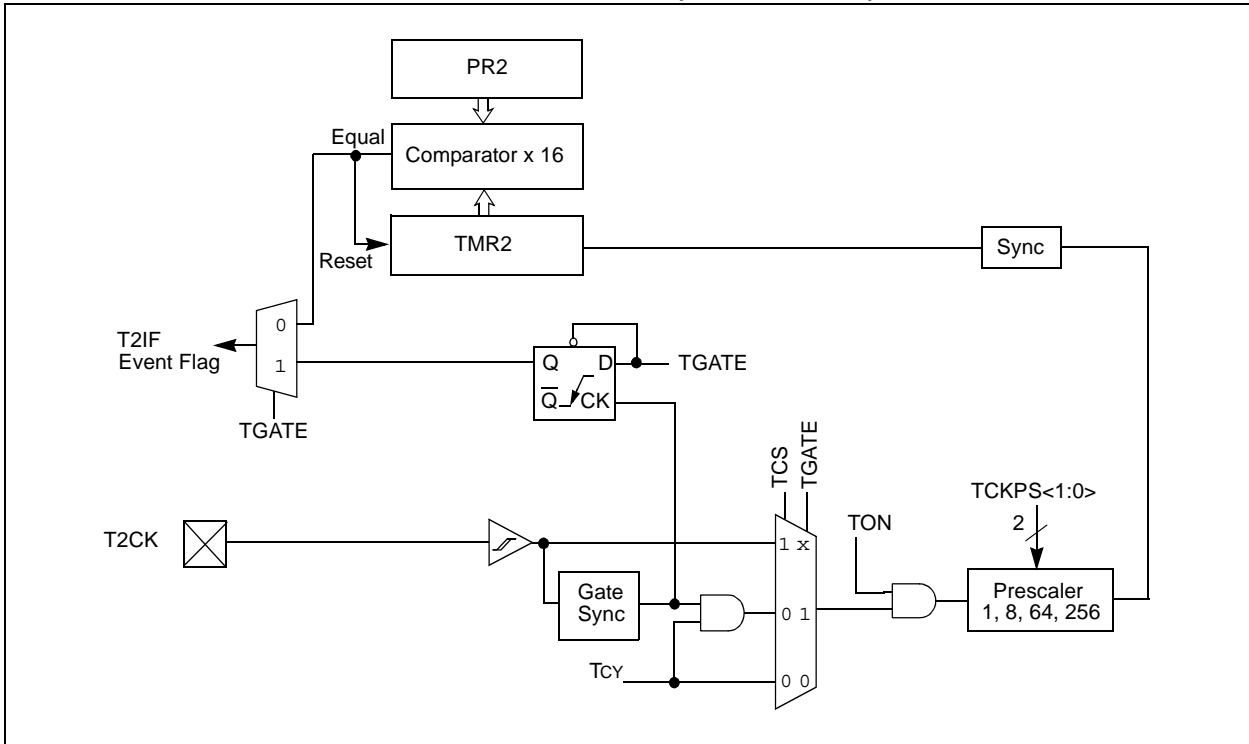 PR2
Equal
Comparator x 16
TMR2
Reset
Sync
0
1
T2IF
Event Flag
TGATE
Q
D
Q
CK
TGATE
TCS
TGATE
TCKPS<1:0>
2
TON
T2CK
1 x
Gate
Sync
0 1
Prescaler
1, 8, 64, 256
TCY
0 0